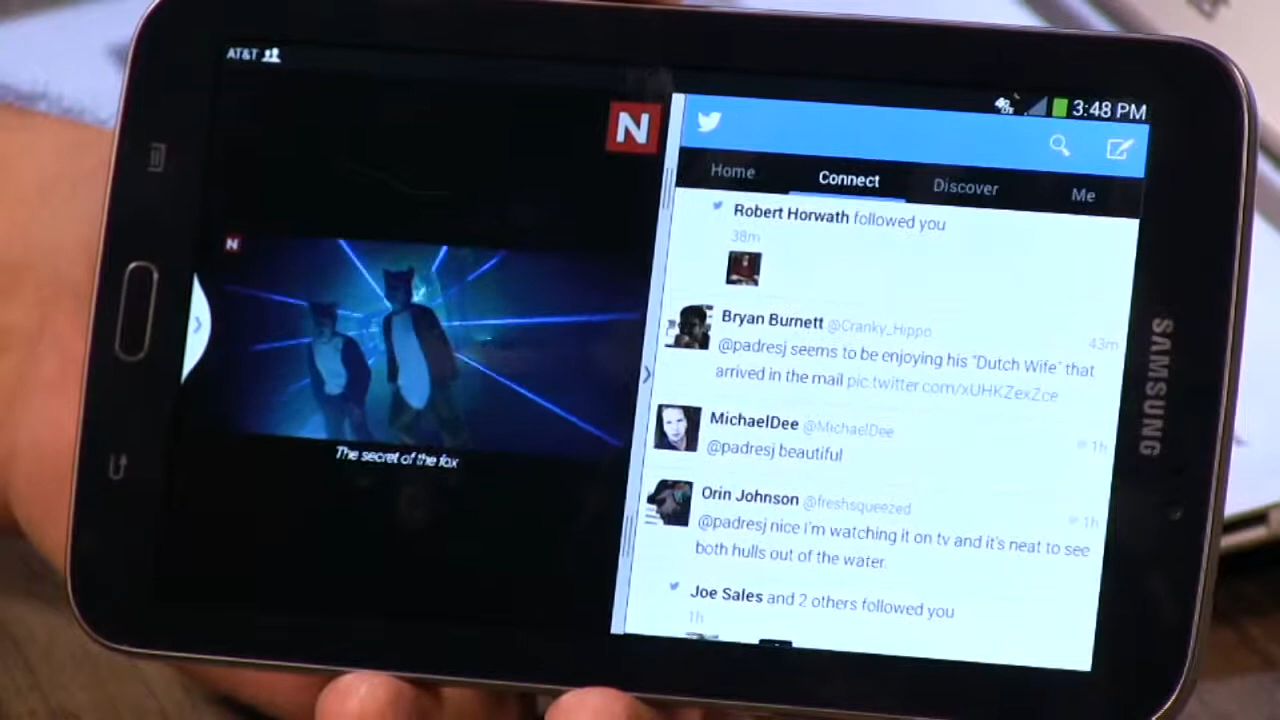 AT&T
3:48 PM
N
N
The secret of the fox
Home Connect Discover Me
Robert Horwath followed you
38m
Bryan Burnett @Cranky_Hippo 43m
@padresj seems to be enjoying his "Dutch Wife" that
arrived in the mail pic.twitter.com/xUHKZexZce
MichaelDee @MichaelDee 1h
@padresj beautiful
Orin Johnson @freshsqueezed 1h
@padresj nice I'm watching it on tv and it's neat to see
both hulls out of the water.
Joe Sales and 2 others followed you
1h
SAMSUNG